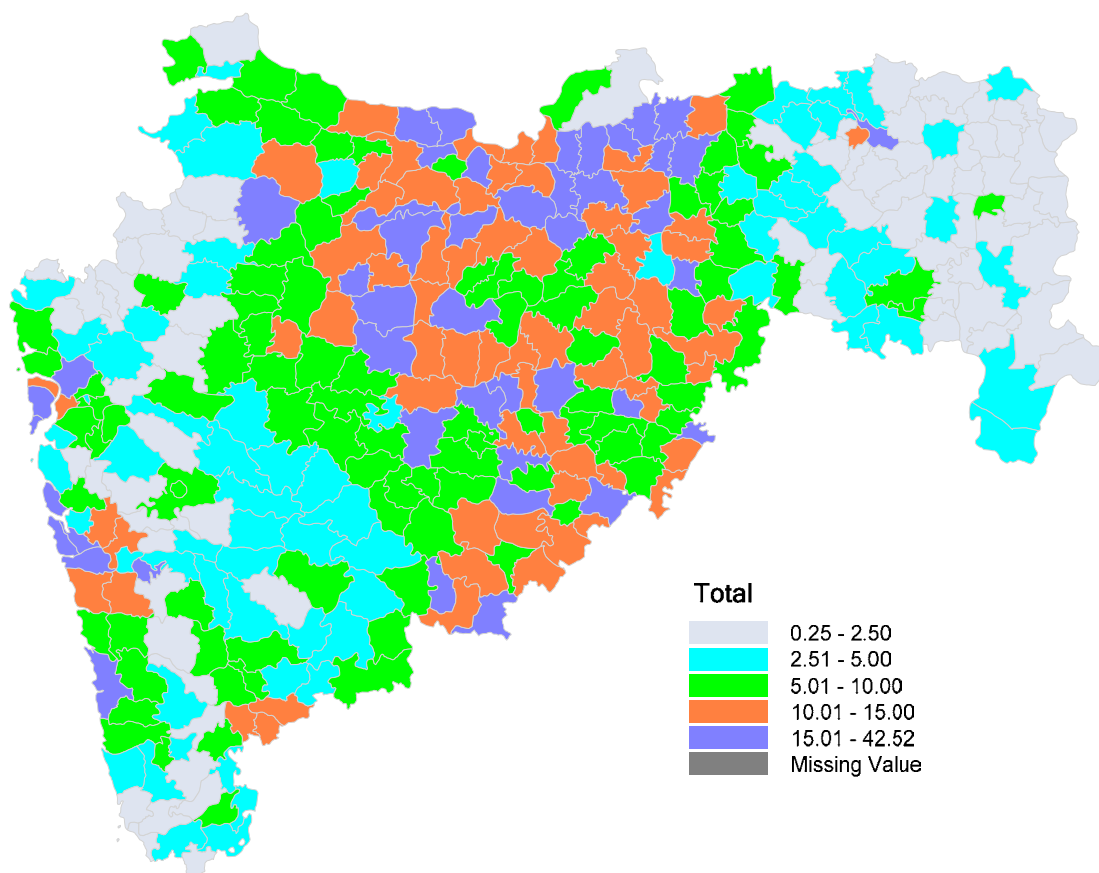 Total
0.25 - 2.50
2.51 - 5.00
5.01 - 10.00
10.01 - 15.00
15.01 - 42.52
Missing Value